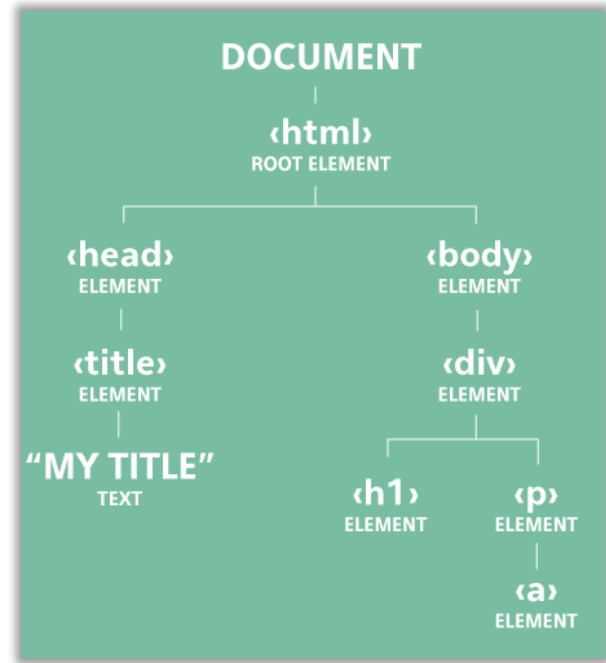 DOCUMENT
‹html›
ROOT ELEMENT
‹head› ‹body›
ELEMENT ELEMENT
‹title› ‹div›
ELEMENT ELEMENT
“MY TITLE”
TEXT
‹h1› ‹p›
ELEMENT ELEMENT
‹a›
ELEMENT